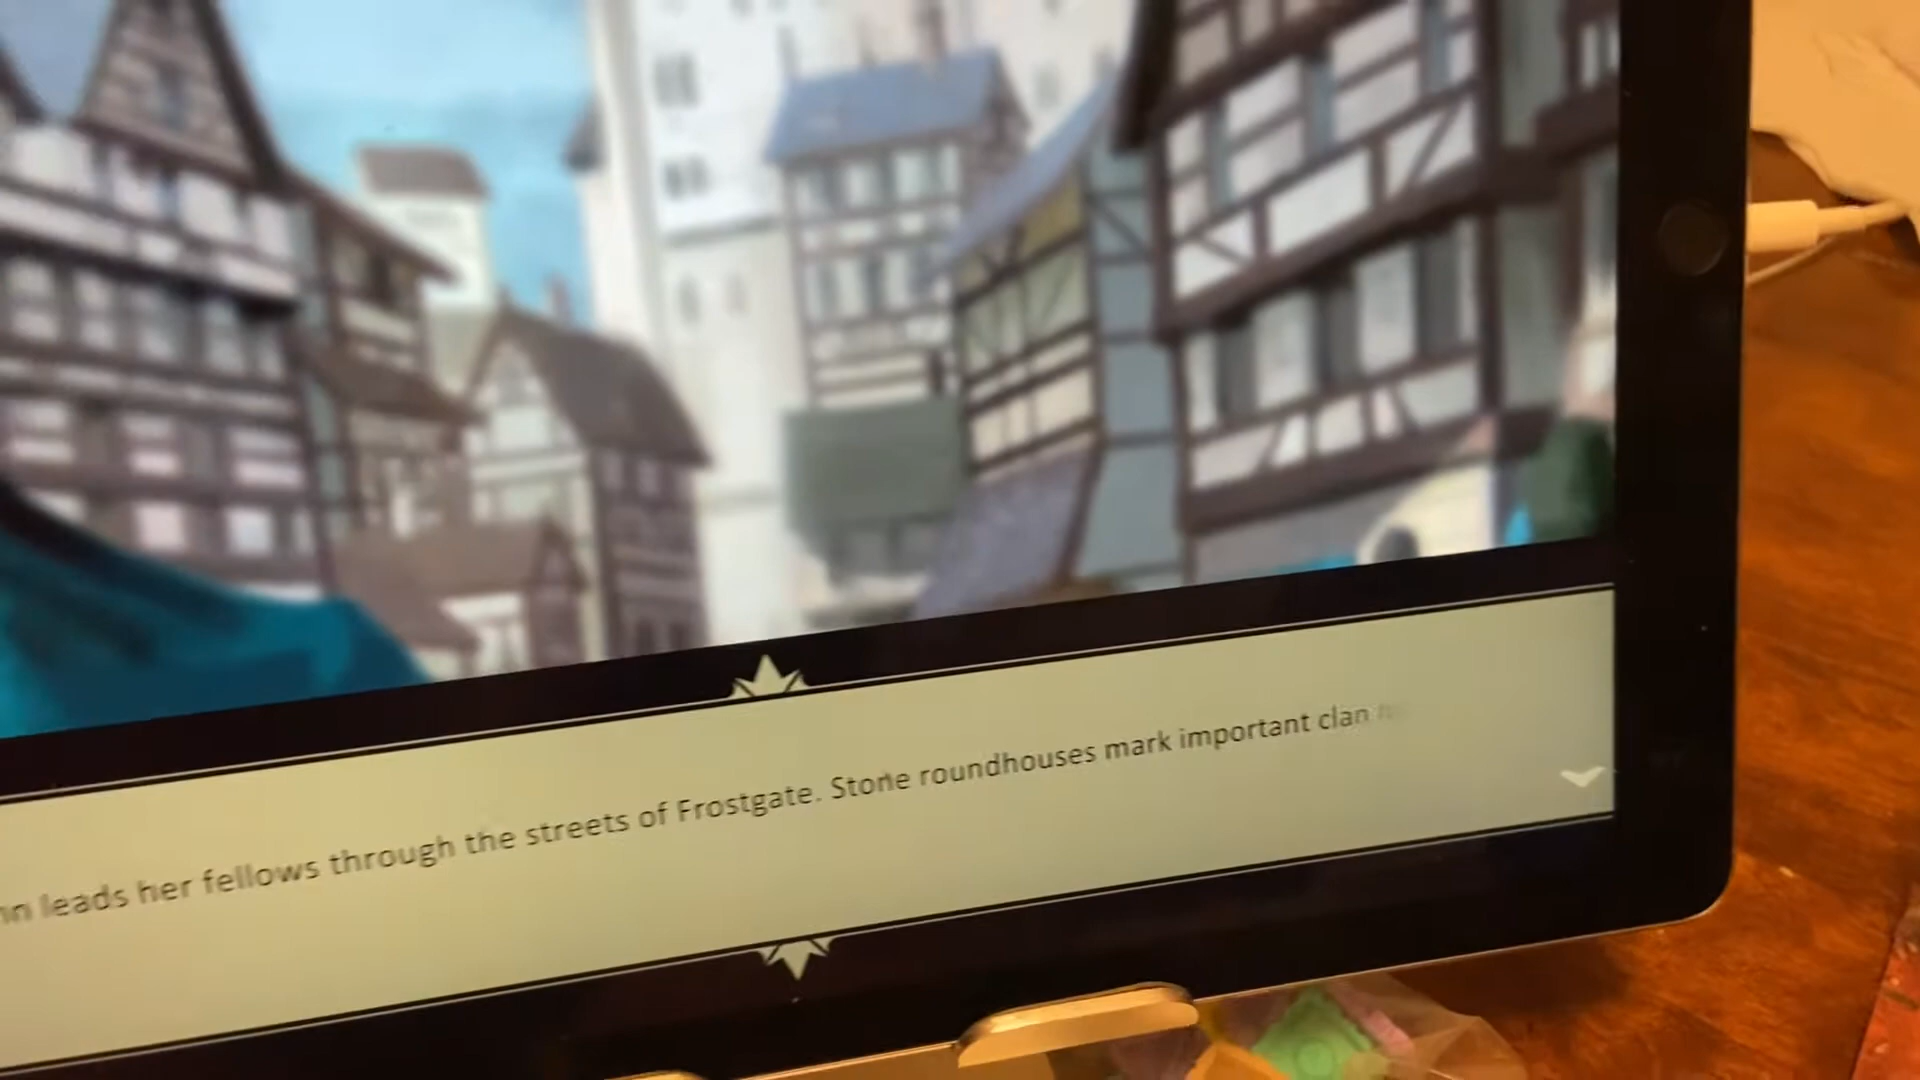 leads her fellows through the streets of Frostgate. Stone roundhouses mark important clan